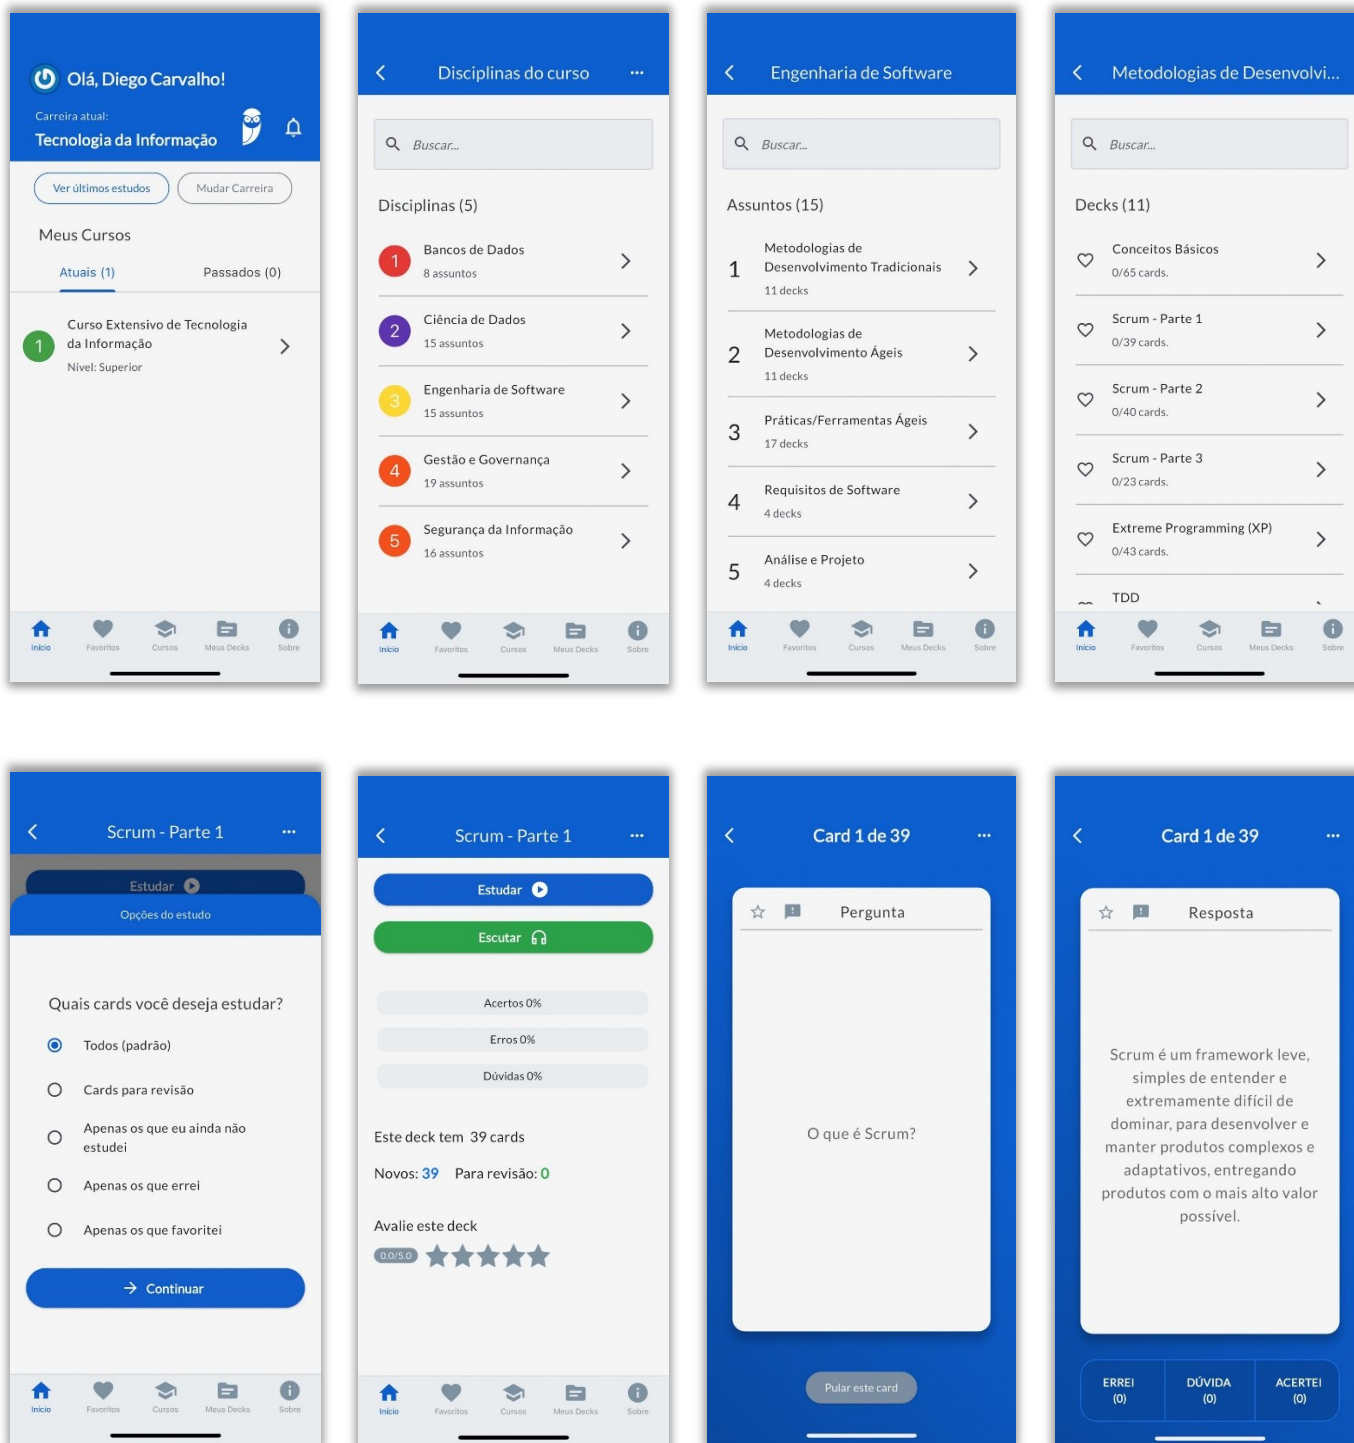 Olá, Diego Carvalho!
Carreira atual:
Tecnologia da Informação
Ver últimos estudos
Mudar Carreira
Meus Cursos
Atuais (1)
Passados (0)
1
Curso Extensivo de Tecnologia
da Informação
Nível: Superior
Início
Favoritos
Cursos
Meus Decks
Sobre
Disciplinas do curso
Buscar...
Disciplinas (5)
1
Bancos de Dados
8 assuntos
2
Ciência de Dados
15 assuntos
3
Engenharia de Software
15 assuntos
4
Gestão e Governança
19 assuntos
5
Segurança da Informação
16 assuntos
Início
Favoritos
Cursos
Meus Decks
Sobre
Engenharia de Software
Buscar...
Assuntos (15)
1
Metodologias de
Desenvolvimento Tradicionais
11 decks
2
Metodologias de
Desenvolvimento Ágeis
11 decks
3
Práticas/Ferramentas Ágeis
17 decks
4
Requisitos de Software
4 decks
5
Análise e Projeto
4 decks
Início
Favoritos
Cursos
Meus Decks
Sobre
Metodologias de Desenvolvi...
Buscar...
Decks (11)
Conceitos Básicos
0/65 cards.
Scrum - Parte 1
0/39 cards.
Scrum - Parte 2
0/40 cards.
Scrum - Parte 3
0/23 cards.
Extreme Programming (XP)
0/43 cards.
TDD
Início
Favoritos
Cursos
Meus Decks
Sobre
Scrum - Parte 1
Estudar
Opções do estudo
Quais cards você deseja estudar?
Todos (padrão)
Cards para revisão
Apenas os que eu ainda não
estudei
Apenas os que errei
Apenas os que favoritei
Continuar
Início
Favoritos
Cursos
Meus Decks
Sobre
Scrum - Parte 1
Estudar
Escutar
Acertos 0%
Erros 0%
Dúvidas 0%
Este deck tem 39 cards
Novos: 39 Para revisão: 0
Avalie este deck
0.0/5.0
Início
Favoritos
Cursos
Meus Decks
Sobre
Card 1 de 39
Pergunta
O que é Scrum?
Pular este card
Card 1 de 39
Resposta
Scrum é um framework leve,
simples de entender e
extremamente difícil de
dominar, para desenvolver e
manter produtos complexos e
adaptativos, entregando
produtos com o mais alto valor
possível.
ERREI
(0)
DÚVIDA
(0)
ACERTEI
(0)